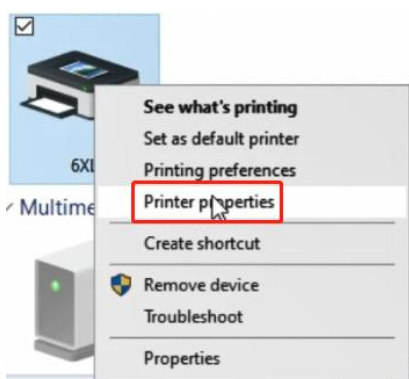 See what's printing
Set as default printer
6XL
Printing preferences
Multime
Printer properties
Create shortcut
Remove device
Troubleshoot
Properties